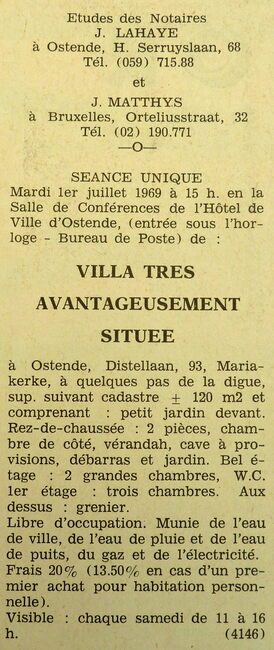 Etudes des Notaires
J. LAHAYE
à Ostende, H. Serruyslaan, 68
Tél. (059) 715.88
et
J. MATTHYS
à Bruxelles, Orteliusstraat, 32
Tél. (02) 190.771
—O—
SEANCE UNIQUE
Mardi 1er juillet 1969 à 15 h. en la
Salle de Conférences de l'Hôtel de
Ville d'Ostende, (entrée sous l'hor-
loge - Bureau de Poste) de :
VILLA TRES
AVANTAGEUSEMENT
SITUEE
à Ostende, Distellaan, 93, Maria-
kerke, à quelques pas de la digue,
sup. suivant cadastre ± 120 m2 et
comprenant : petit jardin devant.
Rez-de-chaussée : 2 pièces, cham-
bre de côté, vérandah, cave à pro-
visions, débarras et jardin. Bel é-
tage : 2 grandes chambres, W.C.
1er étage : trois chambres. Aux
dessus : grenier.
Libre d'occupation. Munie de l'eau
de ville, de l'eau de pluie et de l'eau
de puits, du gaz et de l'électricité.
Frais 20% (13.50% en cas d'un pre-
mier achat pour habitation person-
nelle).
Visible : chaque samedi de 11 à 16
h. (4146)